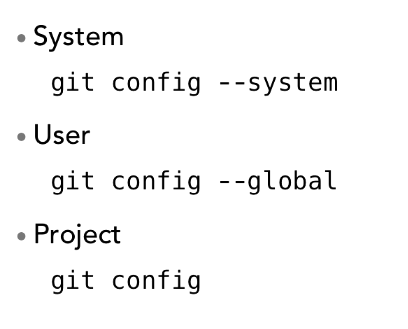 • System
git config --system
• User
git config --global
• Project
git config